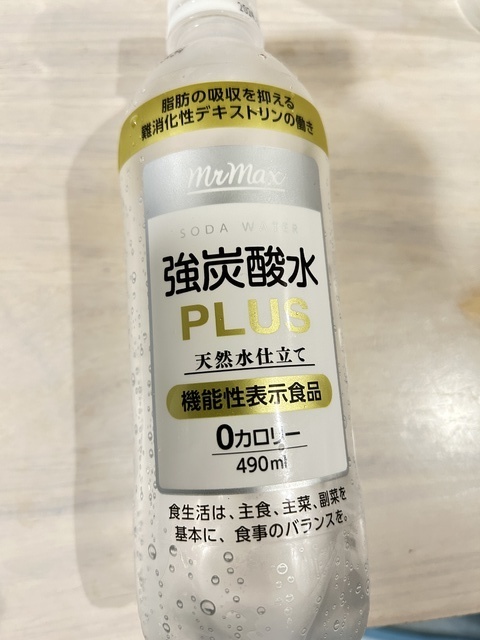 脂肪の吸収を抑える
難消化性デキストリンの働き
MrMax
SODA WATER
強炭酸水
PLUS
天然水仕立て
機能性表示食品
0カロリー
490ml
食生活は、主食、主菜、副菜を
基本に、食事のバランスを。